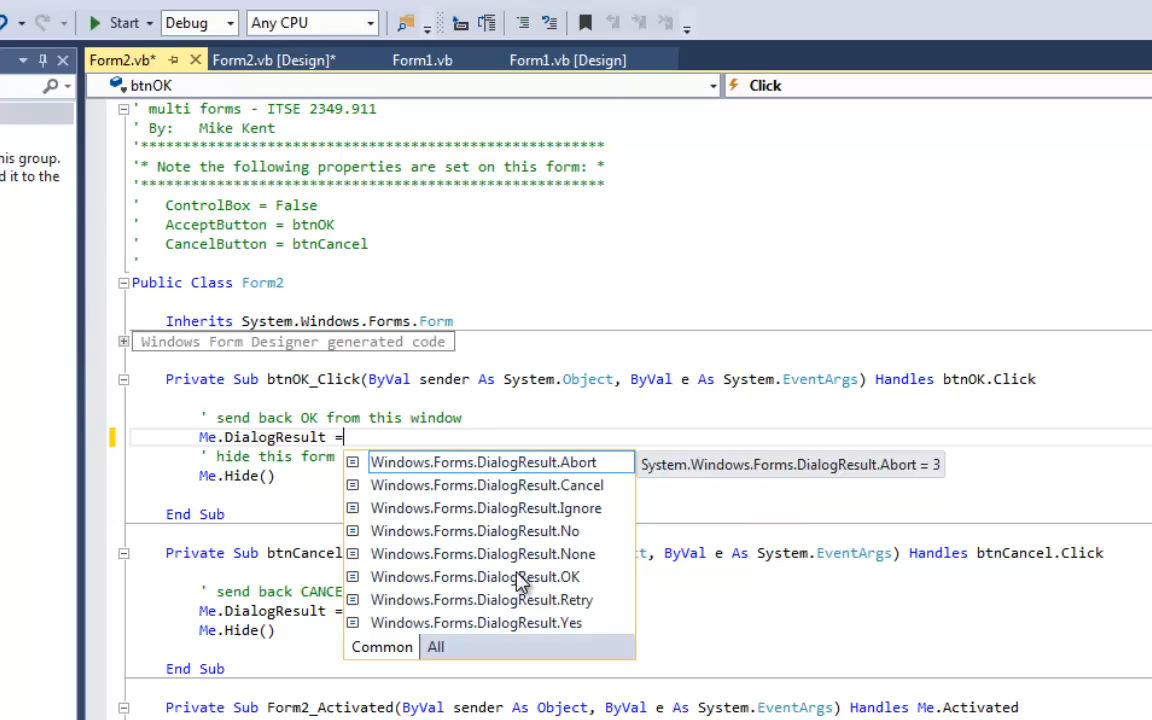 Start Debug Any CPU
Form2.vb* Form2.vb [Design]* Form1.vb Form1.vb [Design]
btnOK Click
' multi forms - ITSE 2349.911
' By: Mike Kent
'*******************************************************
'* Note the following properties are set on this form: *
'*******************************************************
' ControlBox = False
' AcceptButton = btnOK
' CancelButton = btnCancel
'
Public Class Form2
Inherits System.Windows.Forms.Form
Windows Form Designer generated code
Private Sub btnOK_Click(ByVal sender As System.Object, ByVal e As System.EventArgs) Handles btnOK.Click
' send back OK from this window
Me.DialogResult =
' hide this form
Me.Hide()
End Sub
Windows.Forms.DialogResult.Abort
System.Windows.Forms.DialogResult.Abort = 3
Windows.Forms.DialogResult.Cancel
Windows.Forms.DialogResult.Ignore
Windows.Forms.DialogResult.No
Windows.Forms.DialogResult.None
Windows.Forms.DialogResult.OK
Windows.Forms.DialogResult.Retry
Windows.Forms.DialogResult.Yes
Common All
Private Sub btnCancel t, ByVal e As System.EventArgs) Handles btnCancel.Click
' send back CANCE
Me.DialogResult =
Me.Hide()
End Sub
Private Sub Form2_Activated(ByVal sender As Object, ByVal e As System.EventArgs) Handles Me.Activated
his group.
d it to the